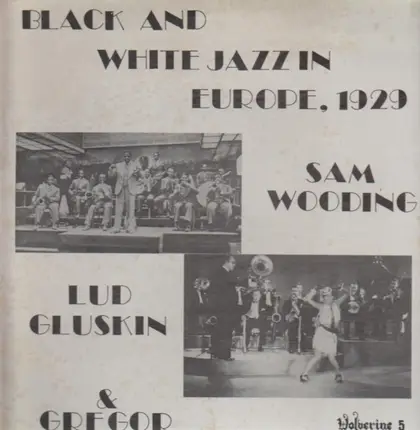 BLACK AND
WHITE JAZZ IN
EUROPE, 1929
SAM
WOODING
LUD
GLUSKIN
&
GREGOR
Wolverine 5